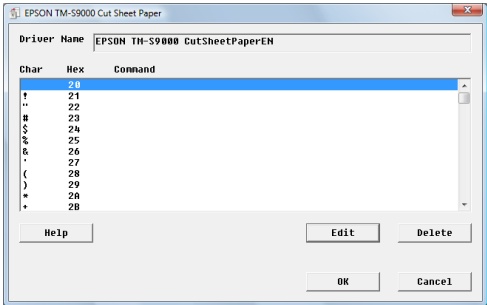 EPSON TM-S9000 Cut Sheet Paper
Driver Name EPSON TM-S9000 CutSheetPaperEN
Char Hex Command
20
! 21
" 22
# 23
$ 24
% 25
& 26
' 27
( 28
) 29
* 2A
+ 2B
Help Edit Delete
OK Cancel